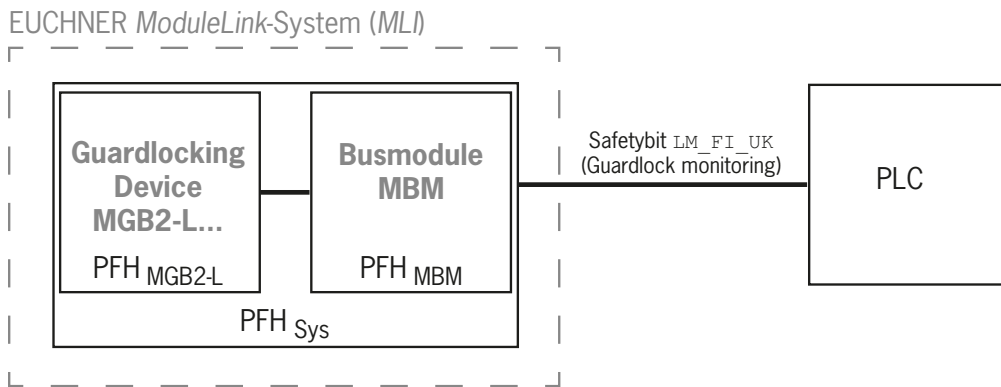 EUCHNER ModuleLink-System (MLI)
Guardlocking
Device
MGB2-L...
PFH MGB2-L
Busmodule
MBM
PFH MBM
PFH Sys
Safetybit LM_FI_UK
(Guardlock monitoring)
PLC